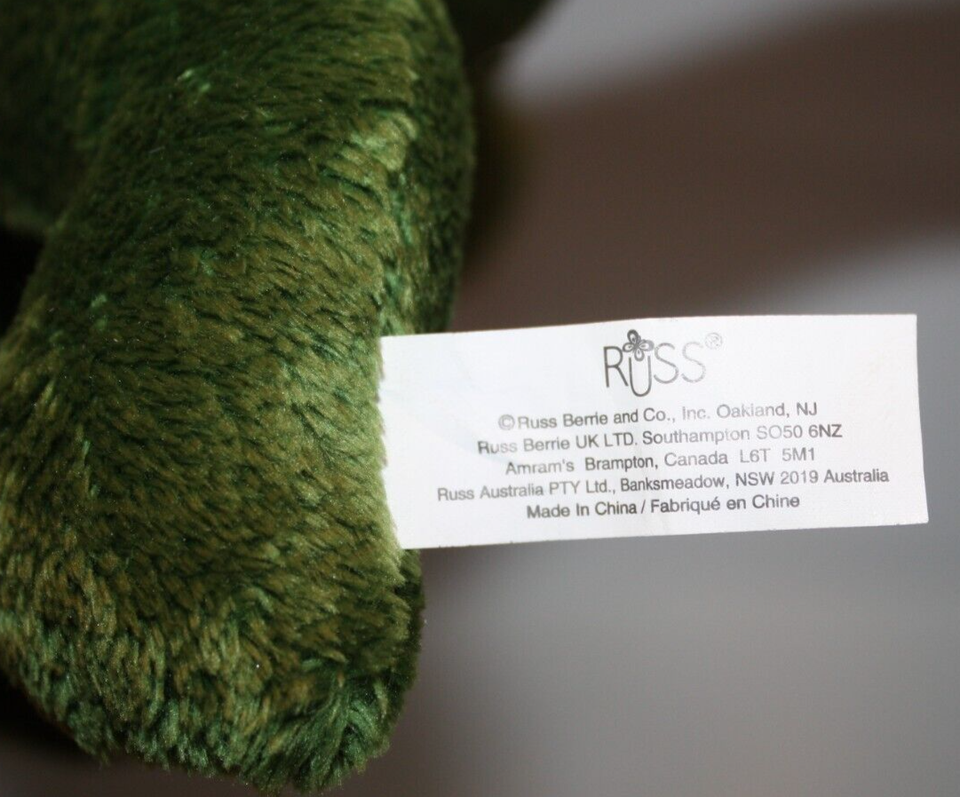 RUSS®
©Russ Berrie and Co., Inc. Oakland, NJ
Russ Berrie UK LTD. Southampton SO50 6NZ
Amram's Brampton, Canada L6T 5M1
Russ Australia PTY Ltd., Banksmeadow, NSW 2019 Australia
Made In China / Fabriqué en Chine